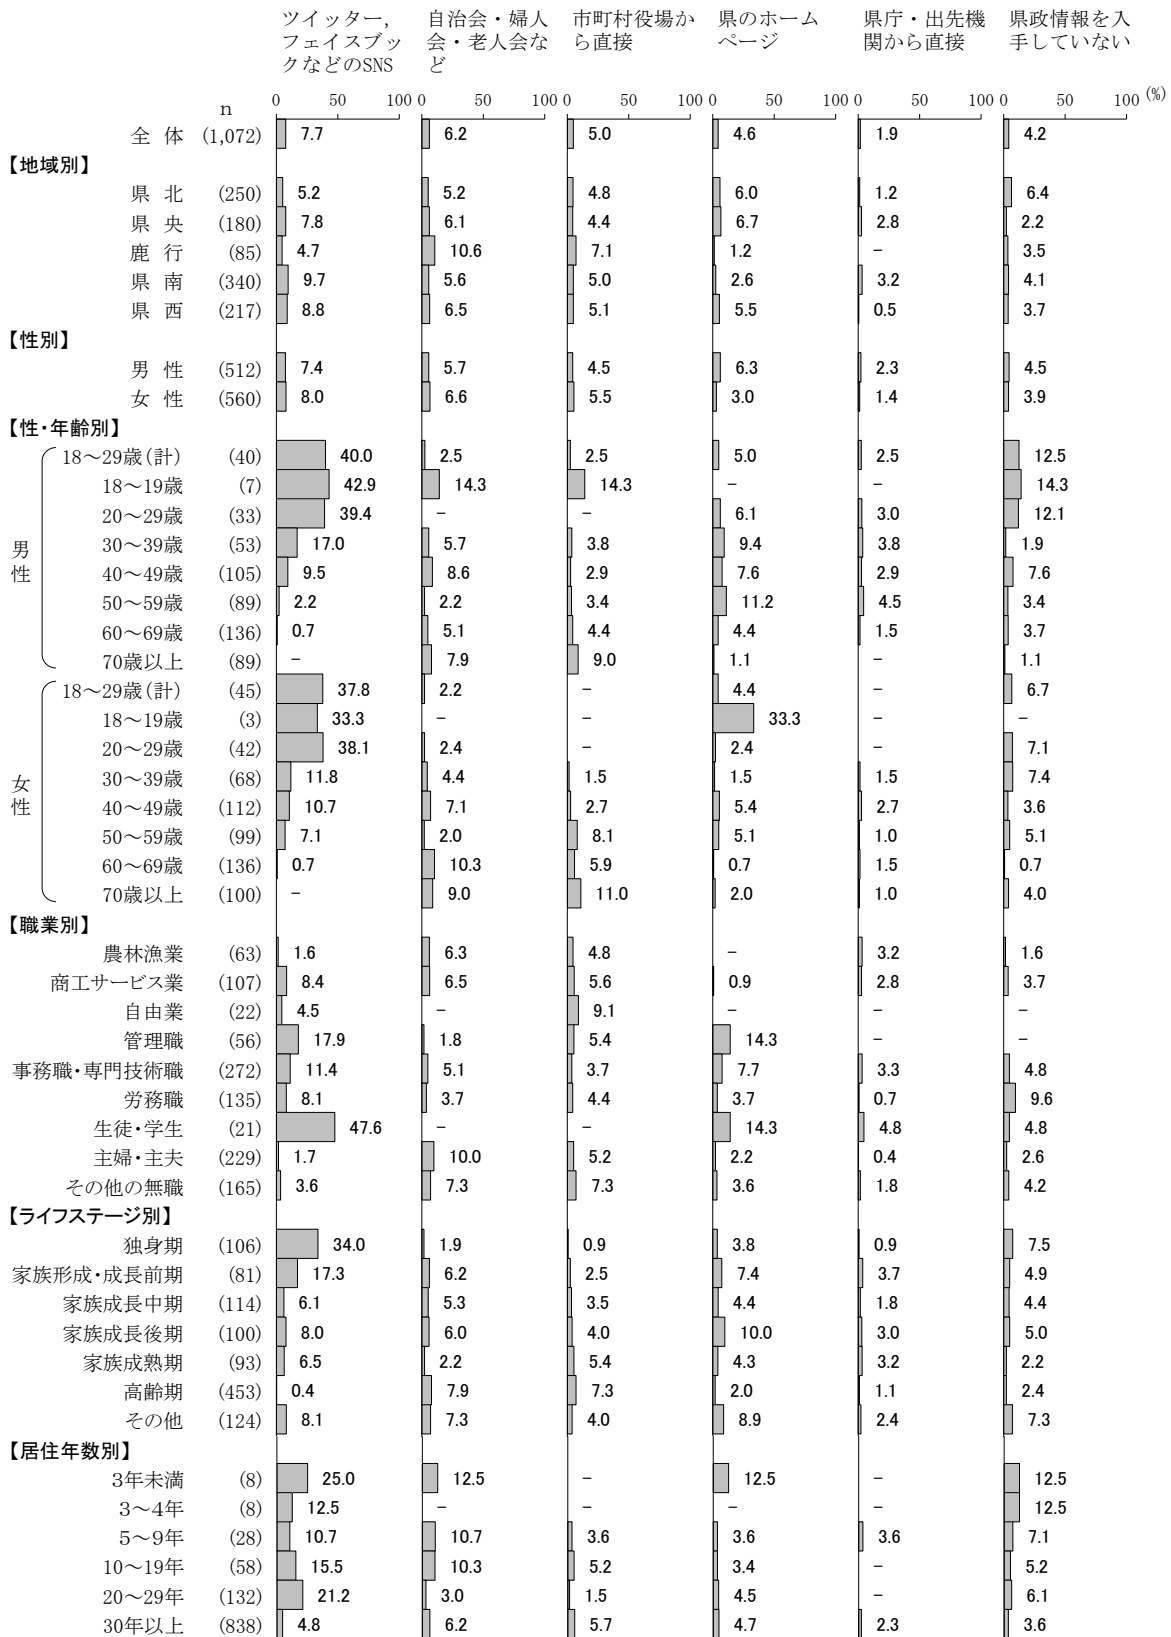 ツイッター，
フェイスブッ
クなどのSNS
自治会・婦人
会・老人会な
ど
市町村役場か
ら直接
県のホーム
ページ
県庁・出先機
関から直接
県政情報を入
手していない
n 0 50 100 0 50 100 0 50 100 0 50 100 0 50 100 0 50 100 (%)
全 体 (1,072) 7.7 6.2 5.0 4.6 1.9 4.2
【地域別】
県 北 (250) 5.2 5.2 4.8 6.0 1.2 6.4
県 央 (180) 7.8 6.1 4.4 6.7 2.8 2.2
鹿 行 (85) 4.7 10.6 7.1 1.2 − 3.5
県 南 (340) 9.7 5.6 5.0 2.6 3.2 4.1
県 西 (217) 8.8 6.5 5.1 5.5 0.5 3.7
【性別】
男 性 (512) 7.4 5.7 4.5 6.3 2.3 4.5
女 性 (560) 8.0 6.6 5.5 3.0 1.4 3.9
【性・年齢別】
男性
18～29歳(計) (40) 40.0 2.5 2.5 5.0 2.5 12.5
18～19歳 (7) 42.9 14.3 14.3 − − 14.3
20～29歳 (33) 39.4 − − 6.1 3.0 12.1
30～39歳 (53) 17.0 5.7 3.8 9.4 3.8 1.9
40～49歳 (105) 9.5 8.6 2.9 7.6 2.9 7.6
50～59歳 (89) 2.2 2.2 3.4 11.2 4.5 3.4
60～69歳 (136) 0.7 5.1 4.4 4.4 1.5 3.7
70歳以上 (89) − 7.9 9.0 1.1 − 1.1
女性
18～29歳(計) (45) 37.8 2.2 − 4.4 − 6.7
18～19歳 (3) 33.3 − − 33.3 − −
20～29歳 (42) 38.1 2.4 − 2.4 − 7.1
30～39歳 (68) 11.8 4.4 1.5 1.5 1.5 7.4
40～49歳 (112) 10.7 7.1 2.7 5.4 2.7 3.6
50～59歳 (99) 7.1 2.0 8.1 5.1 1.0 5.1
60～69歳 (136) 0.7 10.3 5.9 0.7 1.5 0.7
70歳以上 (100) − 9.0 11.0 2.0 1.0 4.0
【職業別】
農林漁業 (63) 1.6 6.3 4.8 − 3.2 1.6
商工サービス業 (107) 8.4 6.5 5.6 0.9 2.8 3.7
自由業 (22) 4.5 − 9.1 − − −
管理職 (56) 17.9 1.8 5.4 14.3 − −
事務職・専門技術職 (272) 11.4 5.1 3.7 7.7 3.3 4.8
労務職 (135) 8.1 3.7 4.4 3.7 0.7 9.6
生徒・学生 (21) 47.6 − − 14.3 4.8 4.8
主婦・主夫 (229) 1.7 10.0 5.2 2.2 0.4 2.6
その他の無職 (165) 3.6 7.3 7.3 3.6 1.8 4.2
【ライフステージ別】
独身期 (106) 34.0 1.9 0.9 3.8 0.9 7.5
家族形成・成長前期 (81) 17.3 6.2 2.5 7.4 3.7 4.9
家族成長中期 (114) 6.1 5.3 3.5 4.4 1.8 4.4
家族成長後期 (100) 8.0 6.0 4.0 10.0 3.0 5.0
家族成熟期 (93) 6.5 2.2 5.4 4.3 3.2 2.2
高齢期 (453) 0.4 7.9 7.3 2.0 1.1 2.4
その他 (124) 8.1 7.3 4.0 8.9 2.4 7.3
【居住年数別】
3年未満 (8) 25.0 12.5 − 12.5 − 12.5
3～4年 (8) 12.5 − − − − 12.5
5～9年 (28) 10.7 10.7 3.6 3.6 3.6 7.1
10～19年 (58) 15.5 10.3 5.2 3.4 − 5.2
20～29年 (132) 21.2 3.0 1.5 4.5 − 6.1
30年以上 (838) 4.8 6.2 5.7 4.7 2.3 3.6